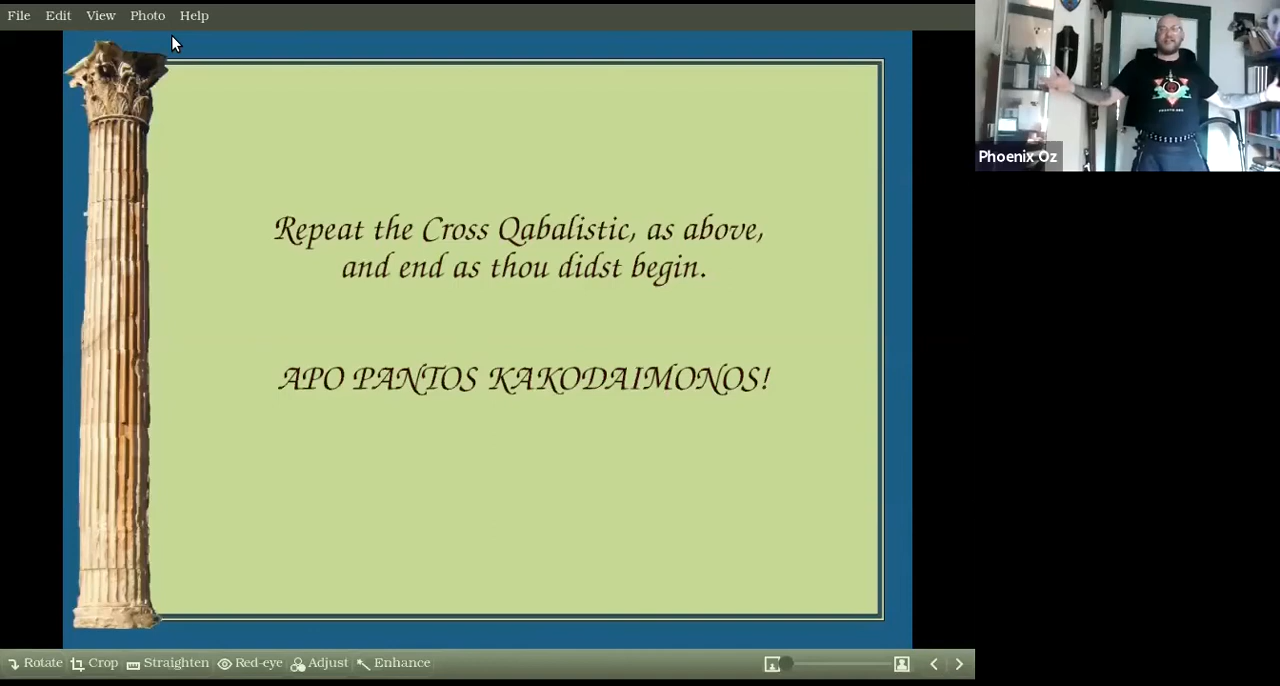 File Edit View Photo Help
Phoenix Oz
Repeat the Cross Qabalistic, as above,
and end as thou didst begin.
APO PANTOS KAKODAIMONOS!
Rotate Crop Straighten Red-eye Adjust Enhance